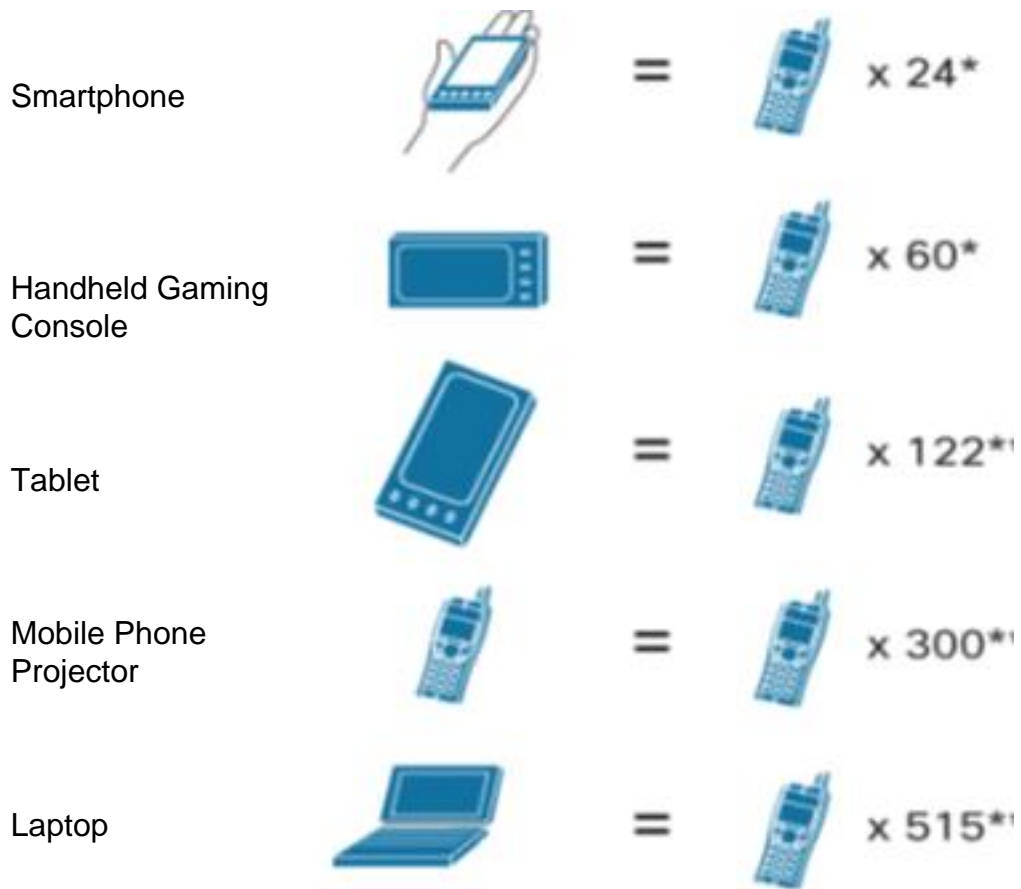 Smartphone = x 24*
Handheld Gaming
Console = x 60*
Tablet = x 122*
Mobile Phone
Projector = x 300*
Laptop = x 515*